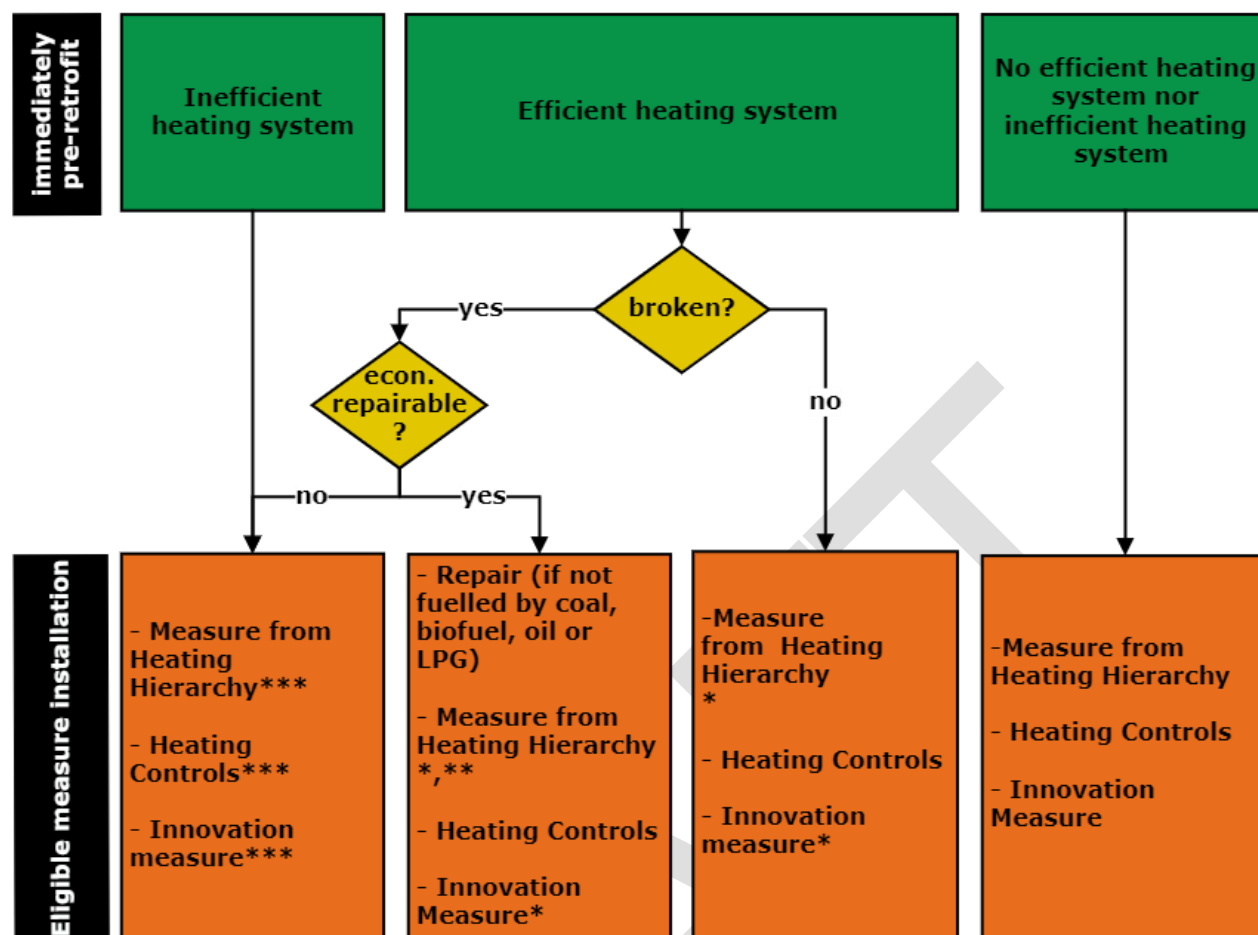 immediately
pre-retrofit
Inefficient
heating system
Efficient heating system
No efficient heating
system nor
inefficient heating
system
broken?
yes
no
econ.
repairable
?
no
yes
Eligible measure installation
- Measure from
Heating
Hierarchy***
- Heating
Controls***
- Innovation
measure***
- Repair (if not
fuelled by coal,
biofuel, oil or
LPG)
- Measure from
Heating Hierarchy
*,**
- Heating Controls
- Innovation
Measure*
-Measure
from  Heating
Hierarchy
*
- Heating Controls
- Innovation
measure*
-Measure from
Heating Hierarchy
- Heating Controls
- Innovation
Measure